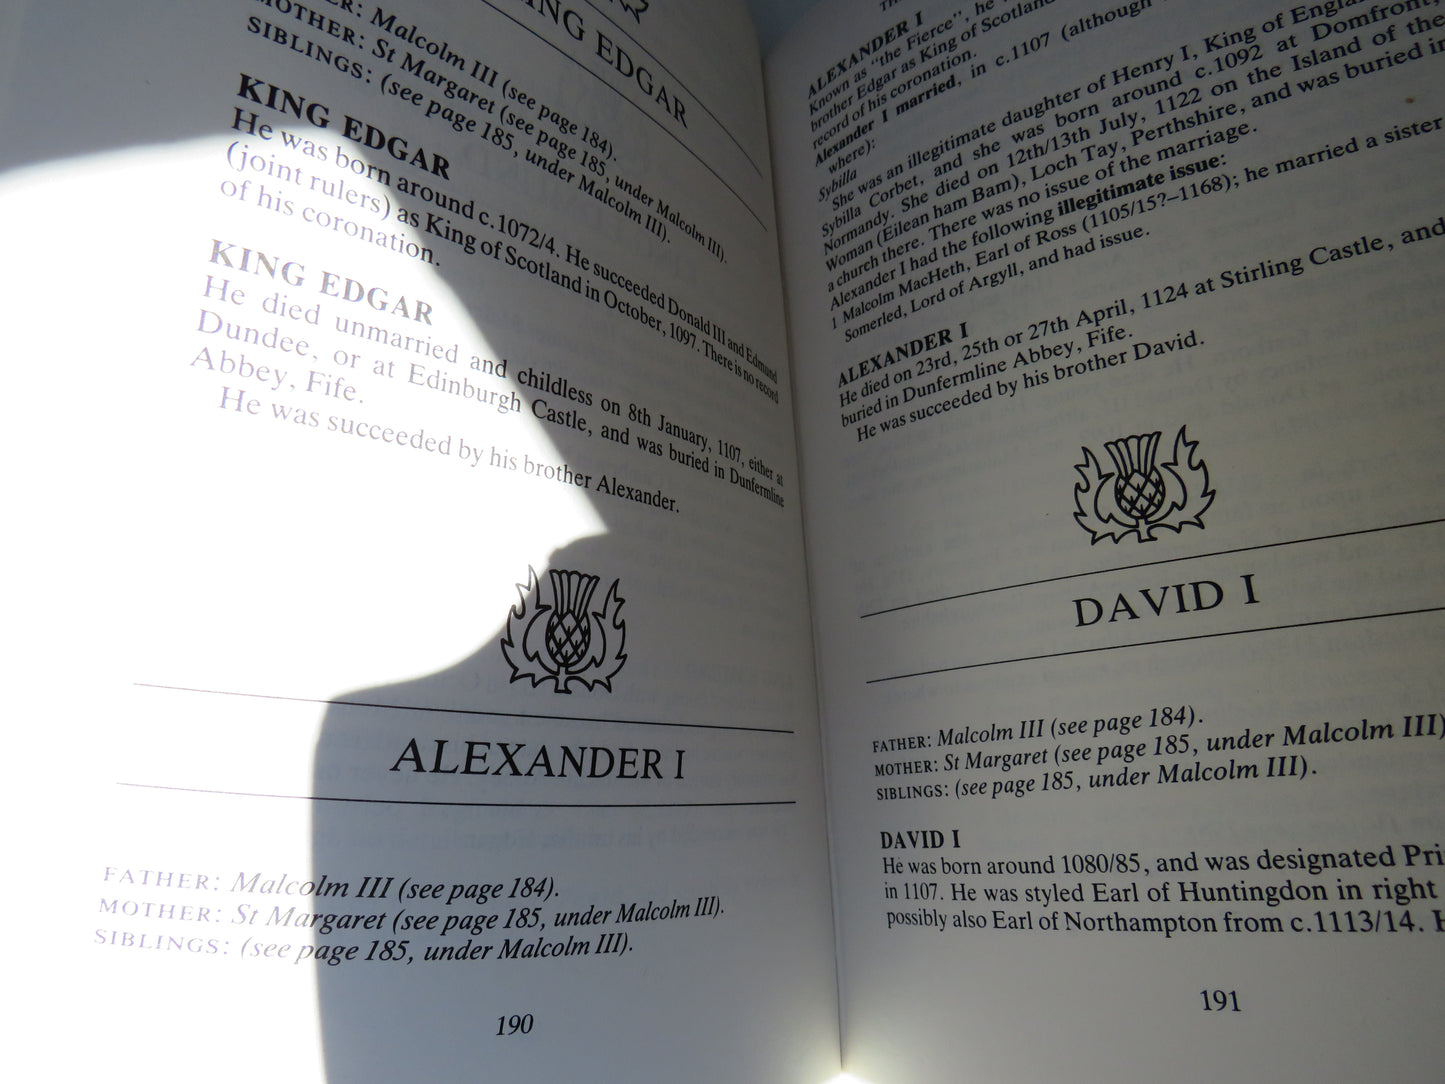 KING EDGAR
Malcolm III (see page 184).
MOTHER: St Margaret (see page 185, under Malcolm III).
SIBLINGS: (see page 185, under Malcolm III).
KING EDGAR
He was born around c.1072/4. He succeeded Donald III and Edmund
(joint rulers) as King of Scotland in October, 1097. There is no record
of his coronation.
KING EDGAR
He died unmarried and childless on 8th January, 1107, either at
Dundee, or at Edinburgh Castle, and was buried in Dunfermline
Abbey, Fife.
He was succeeded by his brother Alexander.
ALEXANDER I
FATHER: Malcolm III (see page 184).
MOTHER: St Margaret (see page 185, under Malcolm III).
SIBLINGS: (see page 185, under Malcolm III).
190
ALEXANDER I
Known as "the Fierce", he
brother Edgar as King of Scotland
record of his coronation.
Alexander I married, in c.1107 (although
where):
Sybilla
She was an illegitimate daughter of Henry I, King of England
Sybilla Corbet, and she was born around c.1092 at Domfront,
Normandy. She died on 12th/13th July, 1122 on the Island of the
Woman (Eilean ham Bam), Loch Tay, Perthshire, and was buried in
a church there. There was no issue of the marriage.
Alexander I had the following illegitimate issue:
1 Malcolm MacHeth, Earl of Ross (1105/15?–1168); he married a sister
Somerled, Lord of Argyll, and had issue.
ALEXANDER I
He died on 23rd, 25th or 27th April, 1124 at Stirling Castle, and
buried in Dunfermline Abbey, Fife.
He was succeeded by his brother David.
DAVID I
FATHER: Malcolm III (see page 184).
MOTHER: St Margaret (see page 185, under Malcolm III)
SIBLINGS: (see page 185, under Malcolm III).
DAVID I
He was born around 1080/85, and was designated Pri
in 1107. He was styled Earl of Huntingdon in right
possibly also Earl of Northampton from c.1113/14. H
191